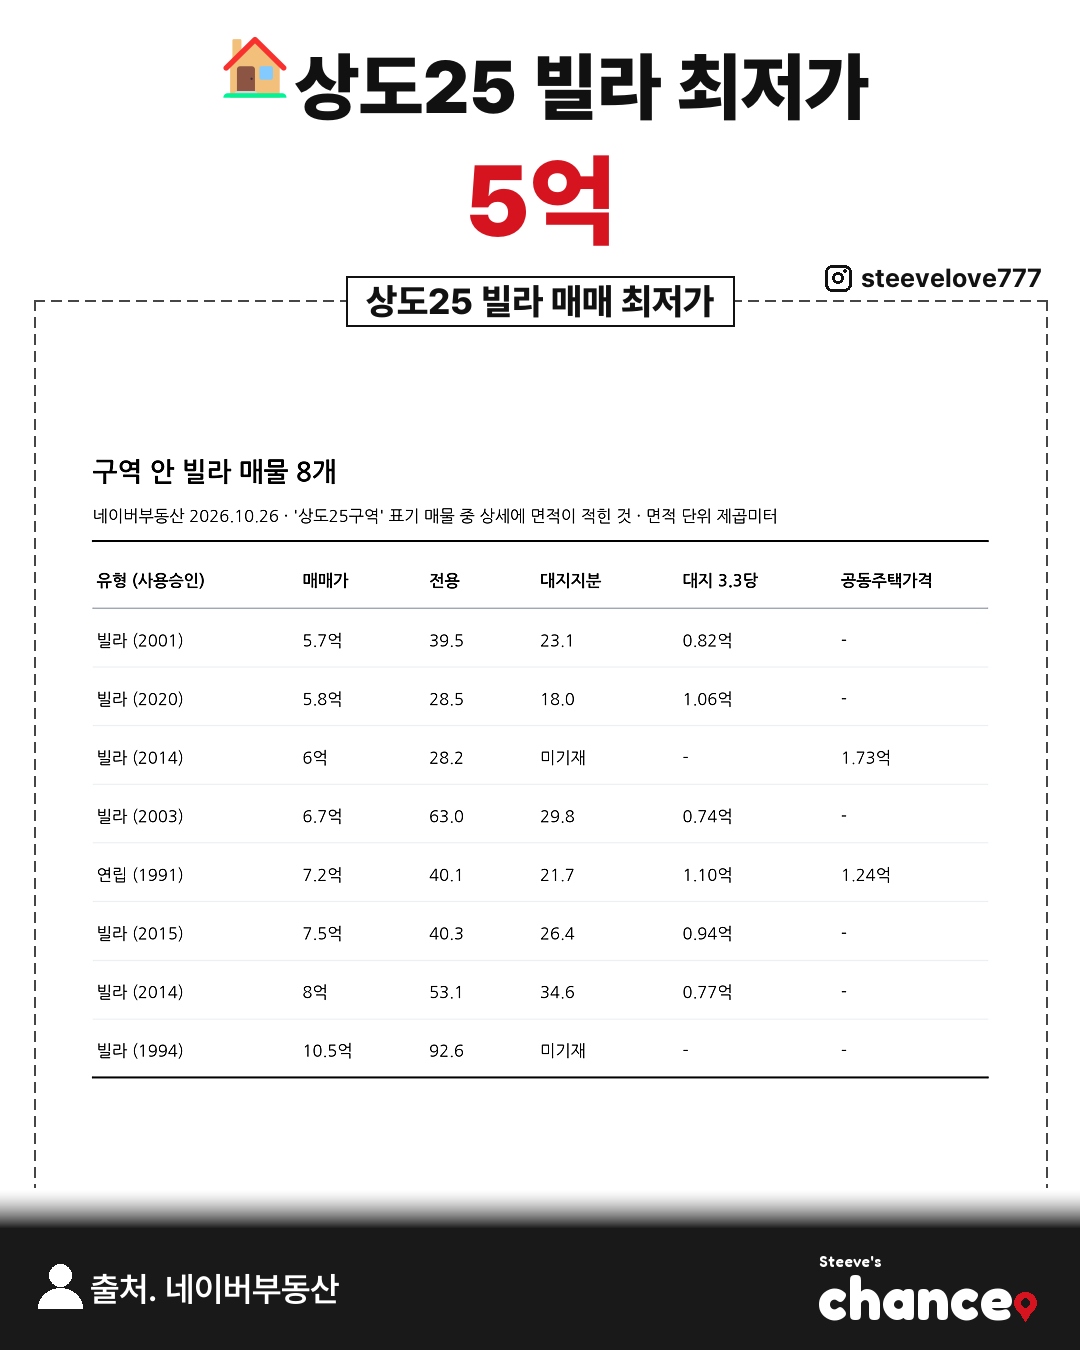 상도25 빌라 최저가
5억
steevelove777
상도25 빌라 매매 최저가
구역 안 빌라 매물 8개
네이버부동산 2026.10.26 · '상도25구역' 표기 매물 중 상세에 면적이 적힌 것 · 면적 단위 제곱미터
유형 (사용승인) 매매가 전용 대지지분 대지 3.3당 공동주택가격
빌라 (2001) 5.7억 39.5 23.1 0.82억 -
빌라 (2020) 5.8억 28.5 18.0 1.06억 -
빌라 (2014) 6억 28.2 미기재 - 1.73억
빌라 (2003) 6.7억 63.0 29.8 0.74억 -
연립 (1991) 7.2억 40.1 21.7 1.10억 1.24억
빌라 (2015) 7.5억 40.3 26.4 0.94억 -
빌라 (2014) 8억 53.1 34.6 0.77억 -
빌라 (1994) 10.5억 92.6 미기재 - -
출처. 네이버부동산
Steeve's
chance